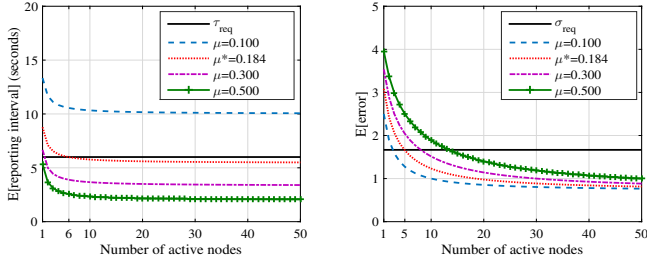 20
15
10
5
0
E[reporting interval] (seconds)
τreq
μ=0.100
μ*=0.184
μ=0.300
μ=0.500
1 6 10 20 30 40 50
Number of active nodes
5
4
3
2
1
0
E[error]
σreq
μ=0.100
μ*=0.184
μ=0.300
μ=0.500
1 5 10 20 30 40 50
Number of active nodes